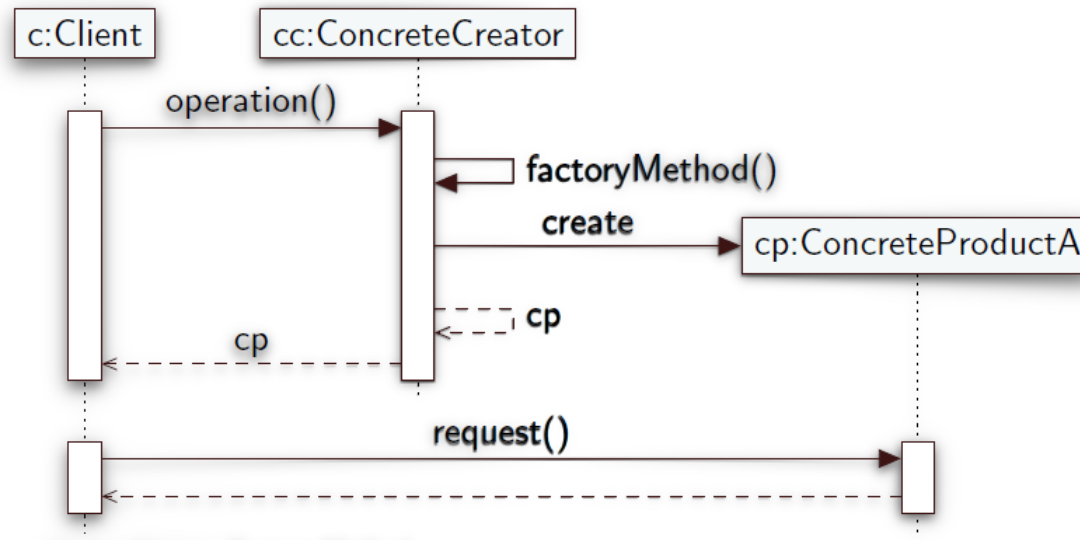 c:Client
cc:ConcreteCreator
operation()
factoryMethod()
create
cp:ConcreteProductA
cp
cp
request()